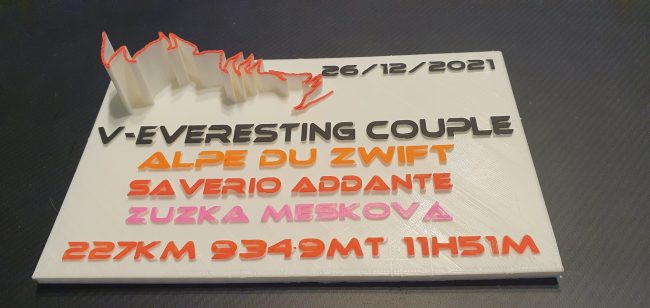 26/12/2021
V-EVERESTING COUPLE
ALPE DU ZWIFT
SAVERIO ADDANTE
ZUZKA MESKOVA
227KM 9349MT 11H51M